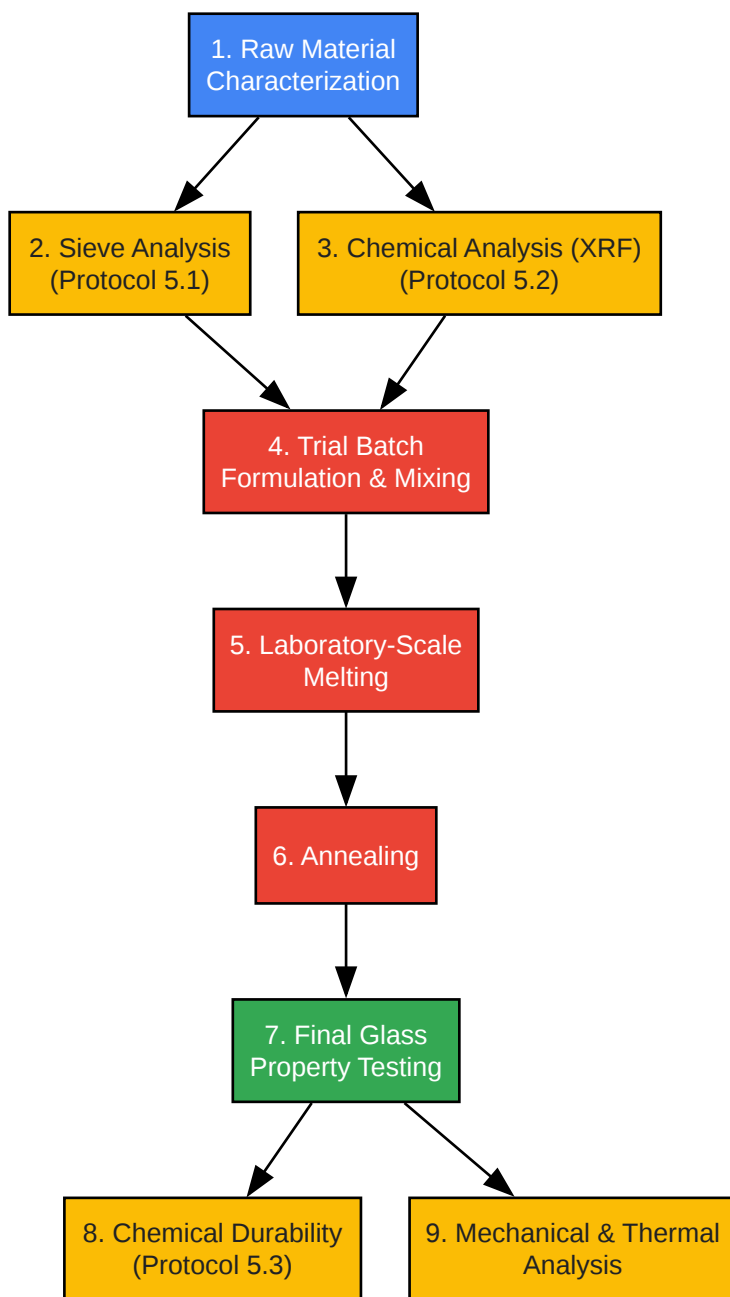 1. Raw Material
Characterization
2. Sieve Analysis
(Protocol 5.1)
3. Chemical Analysis (XRF)
(Protocol 5.2)
4. Trial Batch
Formulation & Mixing
5. Laboratory-Scale
Melting
6. Annealing
7. Final Glass
Property Testing
8. Chemical Durability
(Protocol 5.3)
9. Mechanical & Thermal
Analysis